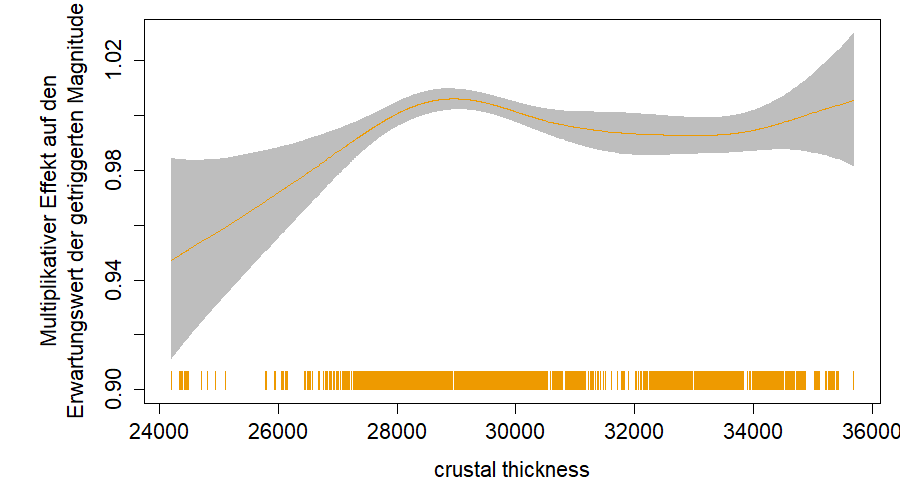 Multiplikativer Effekt auf den
Erwartungswert der getriggerten Magnitude
1.02
0.98
0.94
0.90
24000 26000 28000 30000 32000 34000 36000
crustal thickness